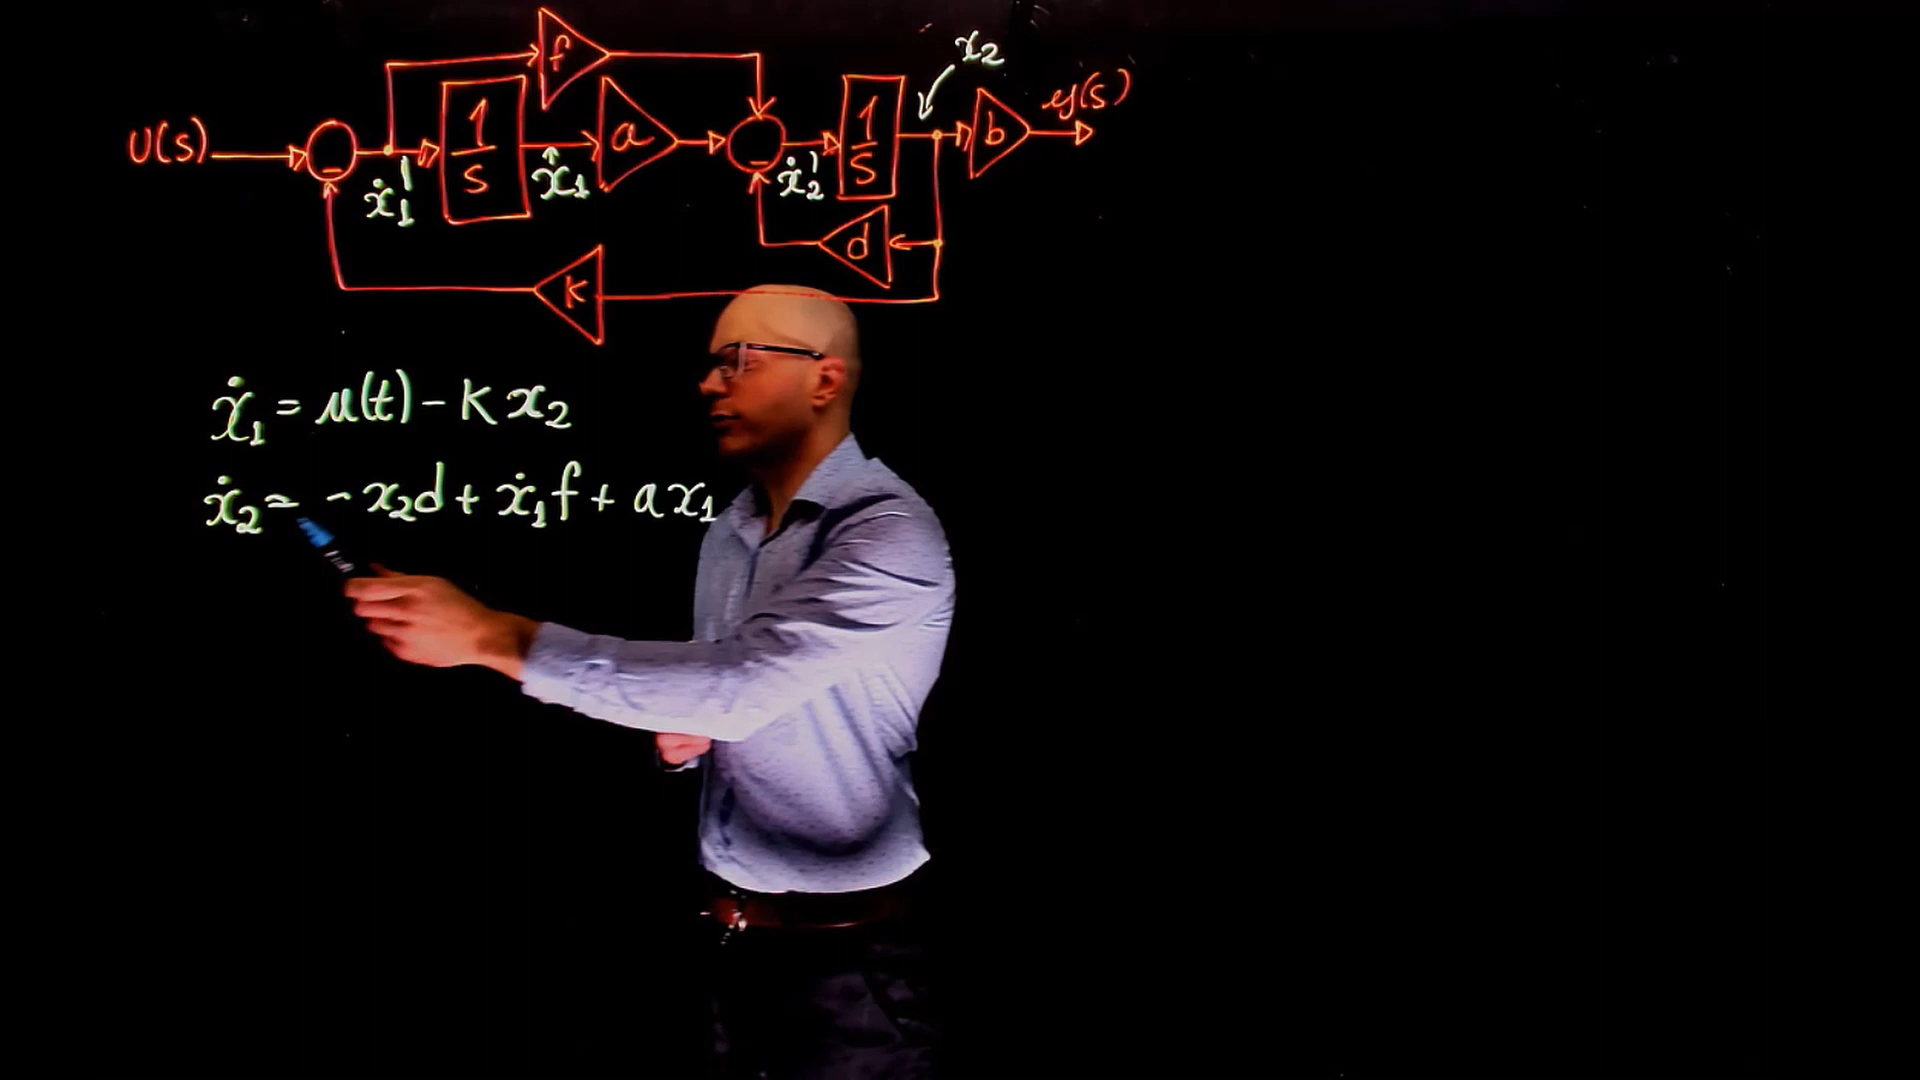 f
x2
U(s)
1/s
a
1/s
b
y(s)
ẋ1
x1
ẋ2
d
K
ẋ1 = u(t) - K x2
ẋ2 = - x2d + ẋ1f + a x1